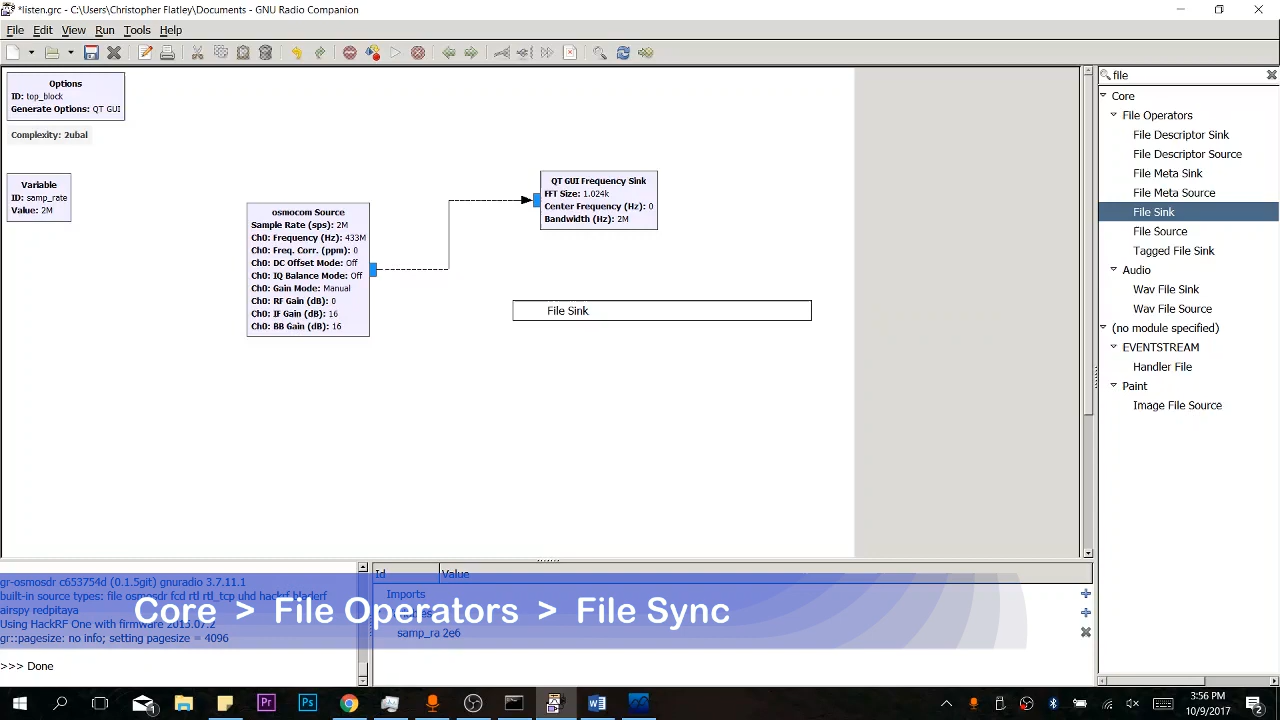 *listen.grc - C:\Users\Christopher Flatley\Documents - GNU Radio Companion
File Edit View Run Tools Help
Options
ID: top_block
Generate Options: QT GUI
Complexity: 2ubal
Variable
ID: samp_rate
Value: 2M
osmocom Source
Sample Rate (sps): 2M
Ch0: Frequency (Hz): 433M
Ch0: Freq. Corr. (ppm): 0
Ch0: DC Offset Mode: Off
Ch0: IQ Balance Mode: Off
Ch0: Gain Mode: Manual
Ch0: RF Gain (dB): 0
Ch0: IF Gain (dB): 16
Ch0: BB Gain (dB): 16
QT GUI Frequency Sink
FFT Size: 1.024k
Center Frequency (Hz): 0
Bandwidth (Hz): 2M
File Sink
file
Core
File Operators
File Descriptor Sink
File Descriptor Source
File Meta Sink
File Meta Source
File Sink
File Source
Tagged File Sink
Audio
Wav File Sink
Wav File Source
(no module specified)
EVENTSTREAM
Handler File
Paint
Image File Source
gr-osmosdr c653754d (0.1.5git) gnuradio 3.7.11.1
built-in source types: file osmosdr fcd rtl rtl_tcp uhd hackrf bladerf
airspy redpitaya
Using HackRF One with firmware 2015.07.2
gr::pagesize: no info; setting pagesize = 4096
>>> Done
Id Value
Imports
samp_ra 2e6
Core > File Operators > File Sync
3:56 PM
10/9/2017